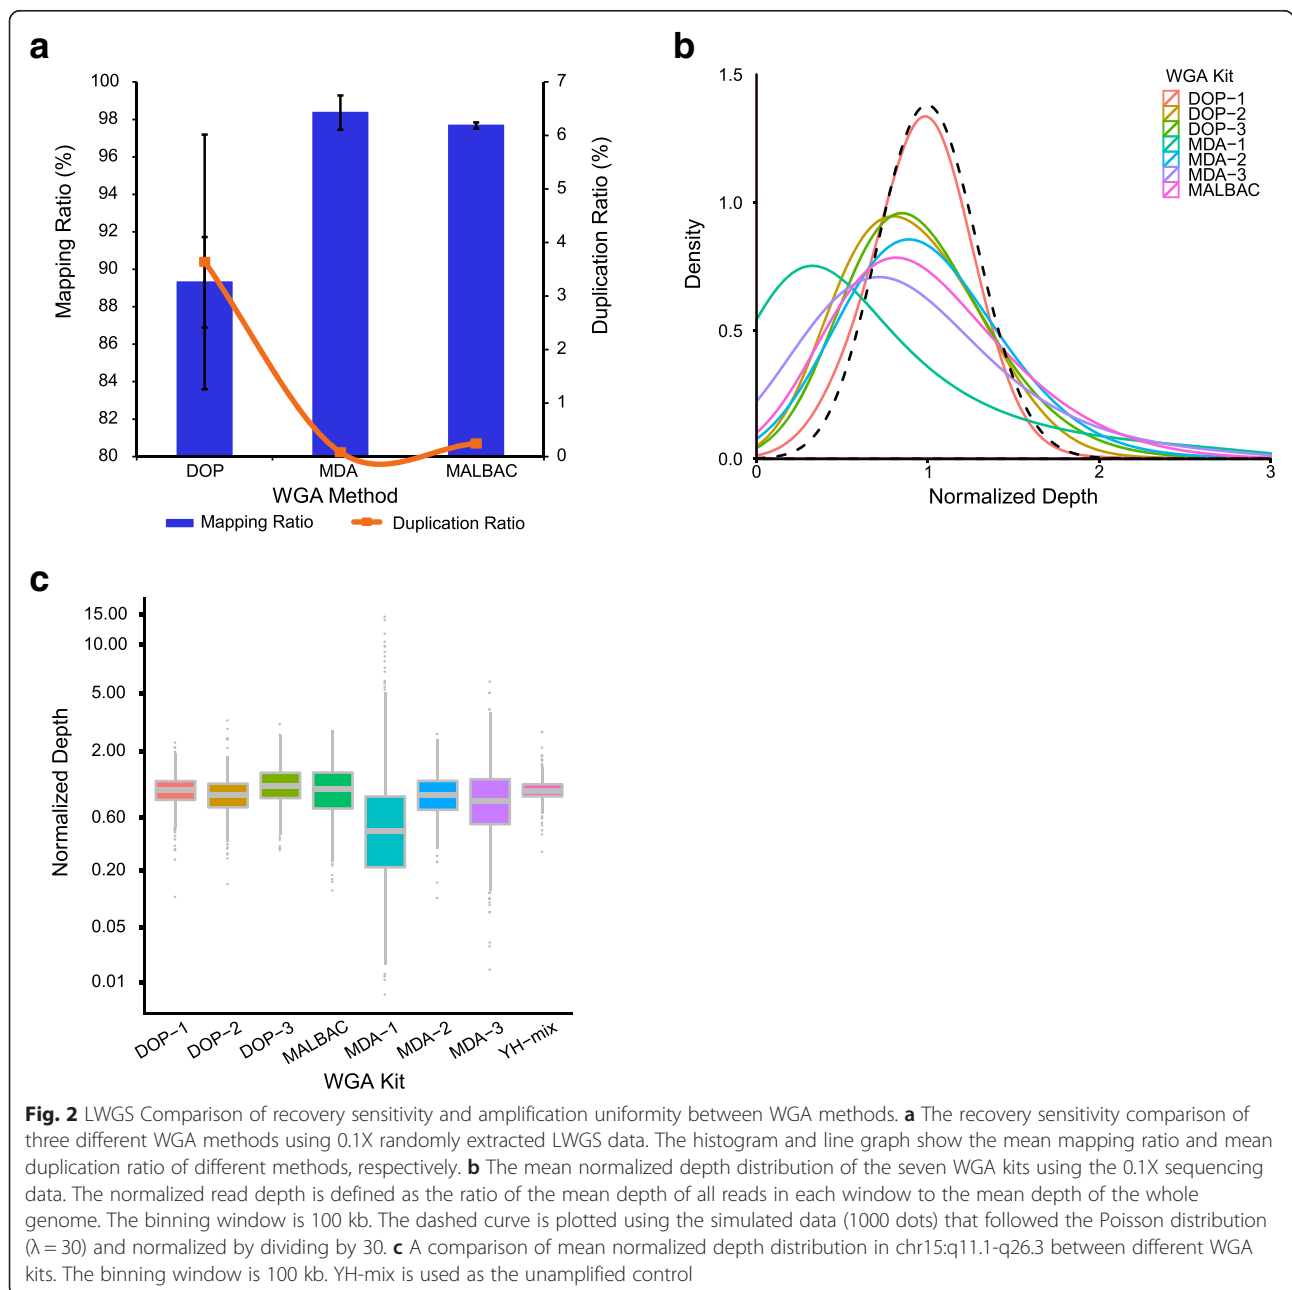 a
100
98
96
94
92
90
88
86
84
82
80
Mapping Ratio (%)
7
6
5
4
3
2
1
0
Duplication Ratio (%)
DOP MDA MALBAC
WGA Method
Mapping Ratio Duplication Ratio
b
1.5
1.0
0.5
0.0
Density
0 1 2 3
Normalized Depth
WGA Kit
DOP−1
DOP−2
DOP−3
MDA−1
MDA−2
MDA−3
MALBAC
c
15.00
10.00
5.00
2.00
0.60
0.20
0.05
0.01
Normalized Depth
DOP−1 DOP−2 DOP−3 MALBAC MDA−1 MDA−2 MDA−3 YH−mix
WGA Kit
Fig. 2 LWGS Comparison of recovery sensitivity and amplification uniformity between WGA methods. a The recovery sensitivity comparison of
three different WGA methods using 0.1X randomly extracted LWGS data. The histogram and line graph show the mean mapping ratio and mean
duplication ratio of different methods, respectively. b The mean normalized depth distribution of the seven WGA kits using the 0.1X sequencing
data. The normalized read depth is defined as the ratio of the mean depth of all reads in each window to the mean depth of the whole
genome. The binning window is 100 kb. The dashed curve is plotted using the simulated data (1000 dots) that followed the Poisson distribution
(λ = 30) and normalized by dividing by 30. c A comparison of mean normalized depth distribution in chr15:q11.1-q26.3 between different WGA
kits. The binning window is 100 kb. YH-mix is used as the unamplified control